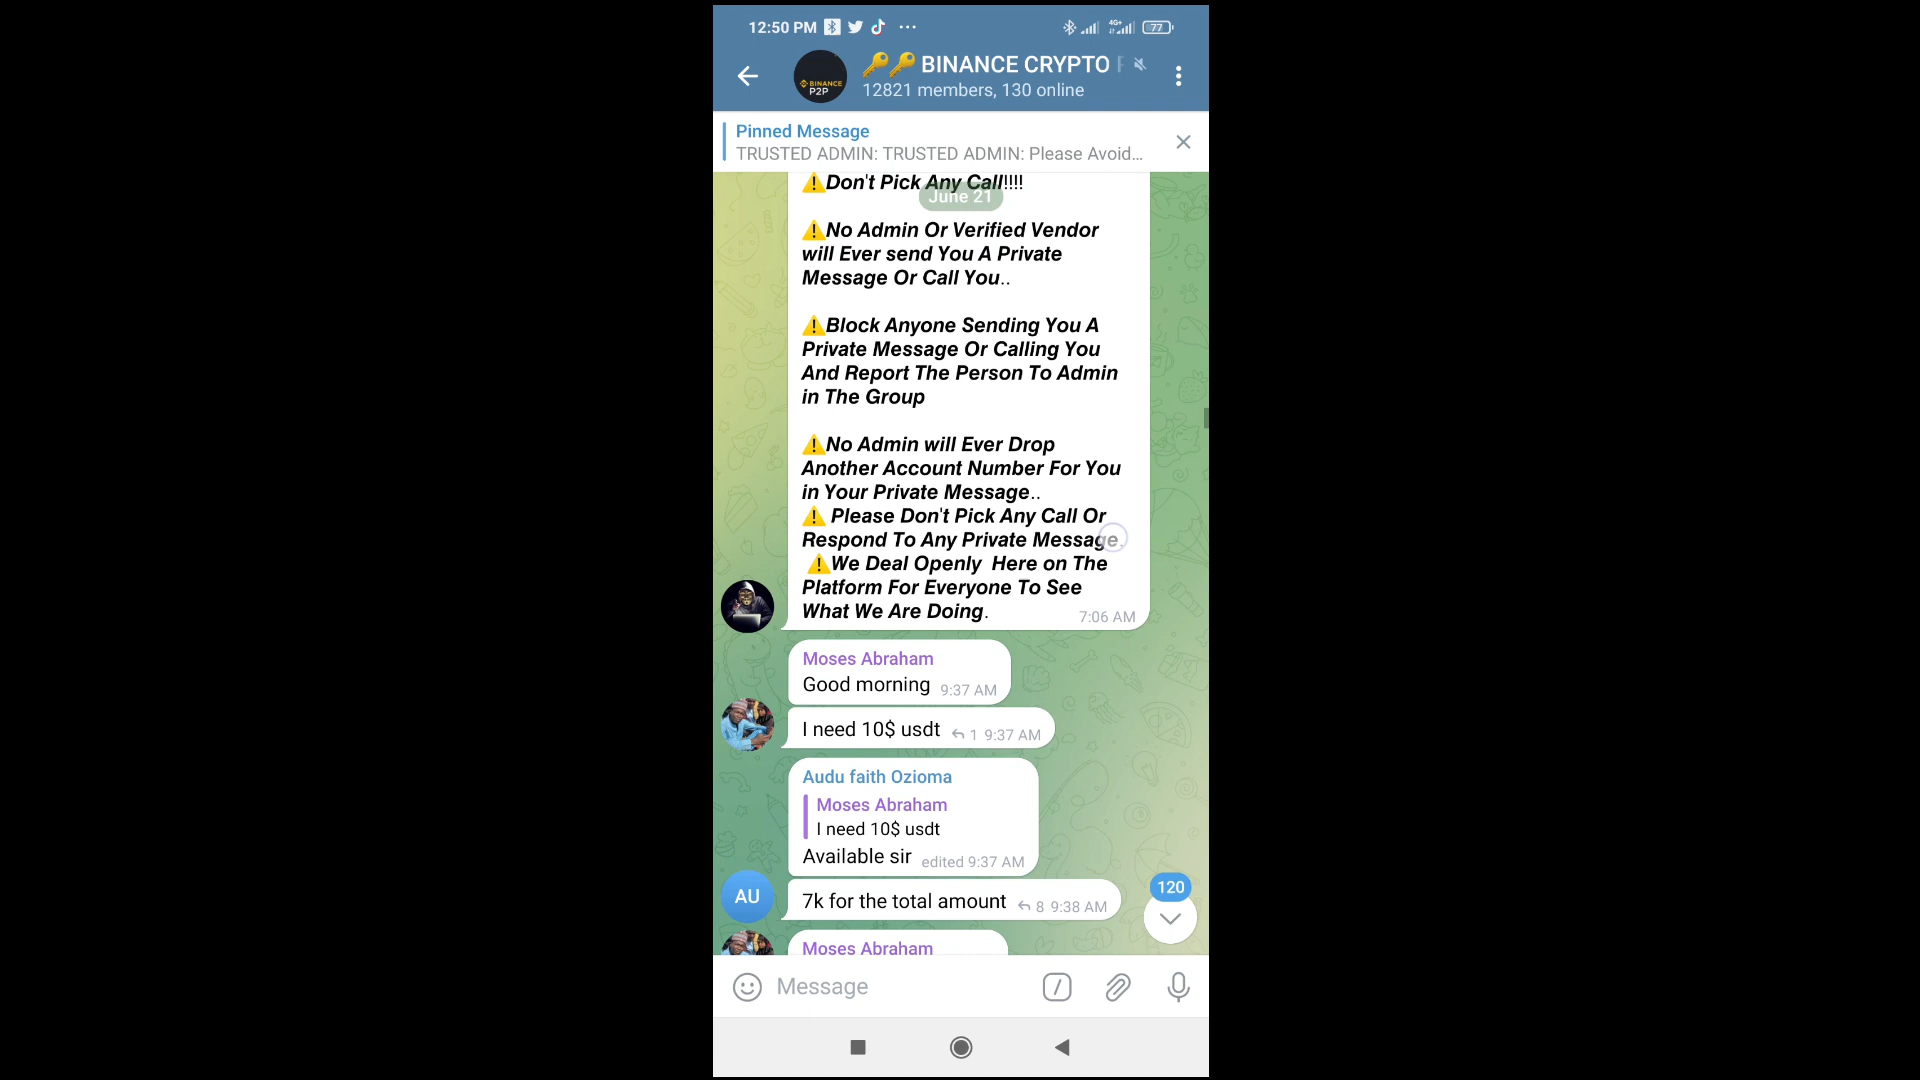 12:50 PM
4G+
77
BINANCE
P2P
BINANCE CRYPTO
12821 members, 130 online
Pinned Message
TRUSTED ADMIN: TRUSTED ADMIN: Please Avoid...
⚠️Don't Pick Any Call!!!!
June 21
⚠️No Admin Or Verified Vendor
will Ever send You A Private
Message Or Call You..
⚠️Block Anyone Sending You A
Private Message Or Calling You
And Report The Person To Admin
in The Group
⚠️No Admin will Ever Drop
Another Account Number For You
in Your Private Message..
⚠️ Please Don't Pick Any Call Or
Respond To Any Private Message.
⚠️We Deal Openly Here on The
Platform For Everyone To See
What We Are Doing.
7:06 AM
Moses Abraham
Good morning 9:37 AM
I need 10$ usdt 1 9:37 AM
Audu faith Ozioma
Moses Abraham
I need 10$ usdt
Available sir edited 9:37 AM
AU
7k for the total amount 8 9:38 AM
120
Moses Abraham
Message